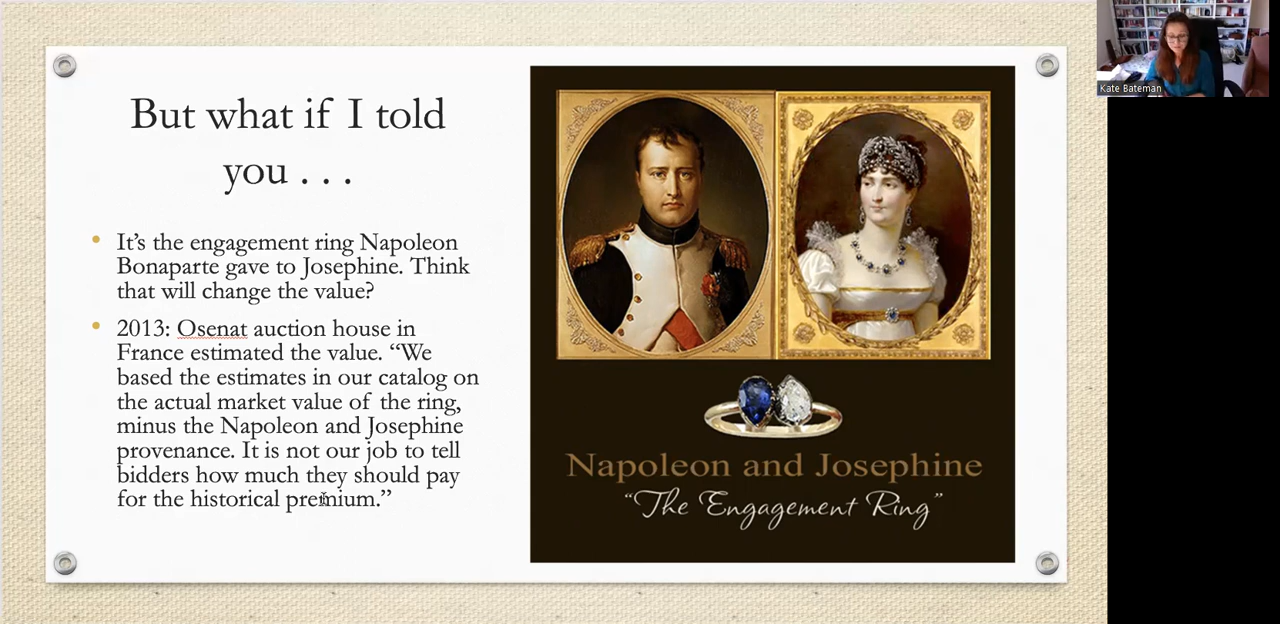 But what if I told
you . . .
It’s the engagement ring Napoleon
Bonaparte gave to Josephine. Think
that will change the value?
2013: Osenat auction house in
France estimated the value. “We
based the estimates in our catalog on
the actual market value of the ring,
minus the Napoleon and Josephine
provenance. It is not our job to tell
bidders how much they should pay
for the historical premium.”
Napoleon and Josephine
“The Engagement Ring”
Kate Bateman